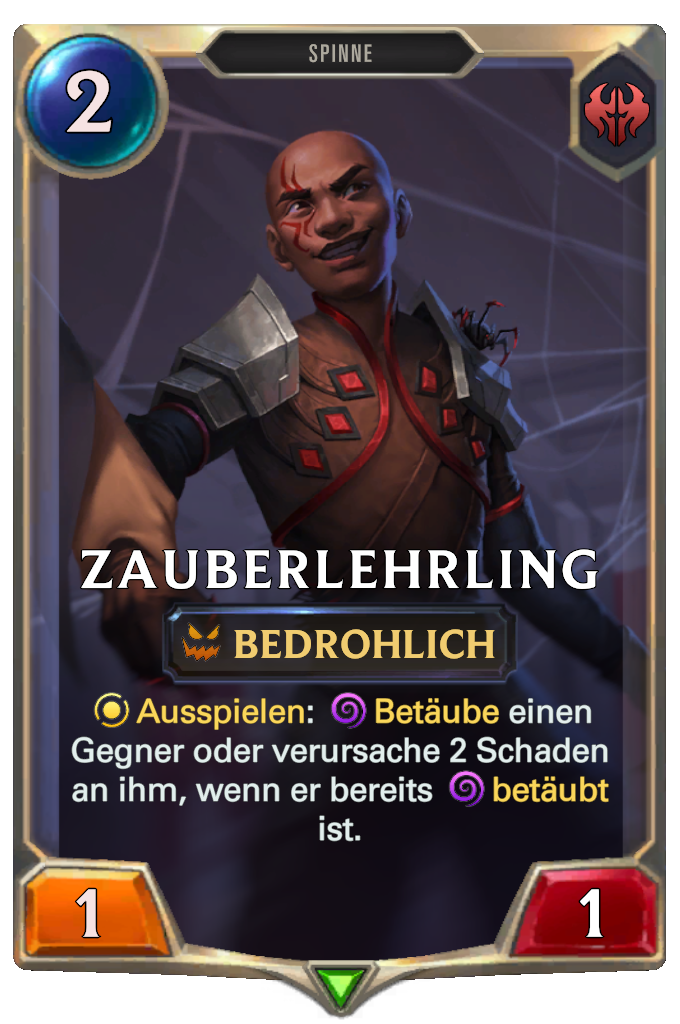 SPINNE
2
ZAUBERLEHRLING
BEDROHLICH
Ausspielen: Betäube einen
Gegner oder verursache 2 Schaden
an ihm, wenn er bereits betäubt
ist.
1 1